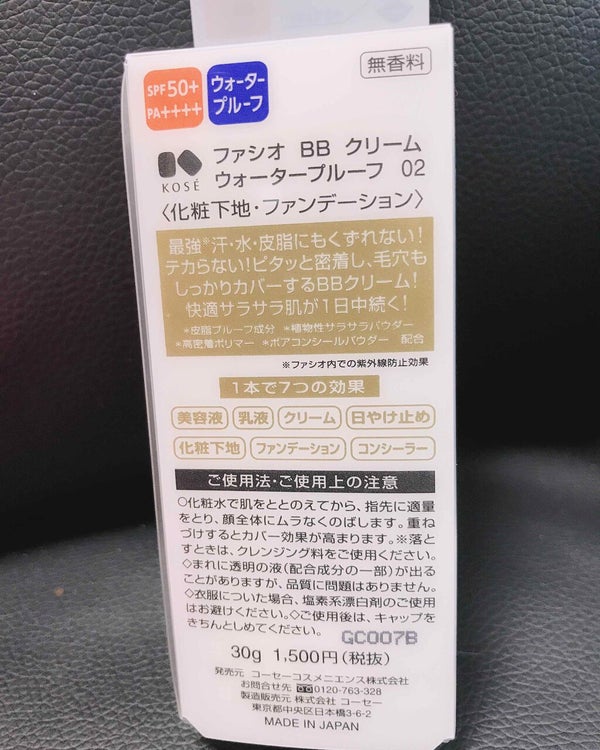 無香料
SPF50+
PA++++
ウォーター
プルーフ
KOSÉ
ファシオ BB クリーム
ウォータープルーフ 02
〈化粧下地・ファンデーション〉
最強※汗・水・皮脂にもくずれない!
テカらない!ピタッと密着し、毛穴も
しっかりカバーするBBクリーム!
快適サラサラ肌が1日中続く!
*皮脂プルーフ成分 *植物性サラサラパウダー
*高密着ポリマー *ポアコンシールパウダー 配合
※ファシオ内での紫外線防止効果
1本で7つの効果
美容液 乳液 クリーム 日やけ止め
化粧下地 ファンデーション コンシーラー
ご使用法・ご使用上の注意
○化粧水で肌をととのえてから、指先に適量
をとり、顔全体にムラなくのばします。重ね
づけするとカバー効果が高まります。※落と
すときは、クレンジング料をご使用ください。
◇まれに透明の液(配合成分の一部)が出る
ことがありますが、品質に問題はありません。
◇衣服についた場合、塩素系漂白剤のご使用
はお避けください。◇ご使用後は、キャップを
きちんとしめてください。
GC007B
30g 1,500円(税抜)
発売元 コーセーコスメニエンス株式会社
お問合せ先 0120-763-328
製造販売元 株式会社 コーセー
東京都中央区日本橋3-6-2
MADE IN JAPAN